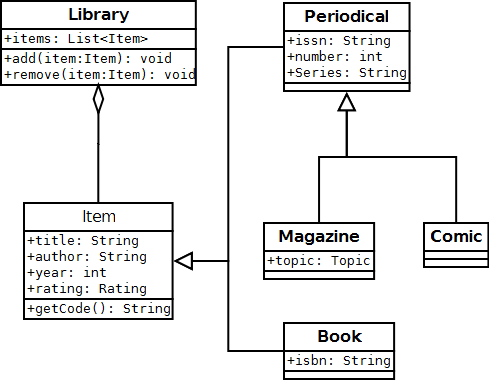 Library
+items: List<Item>
+add(item:Item): void
+remove(item:Item): void
Periodical
+issn: String
+number: int
+Series: String
Item
+title: String
+author: String
+year: int
+rating: Rating
+getCode(): String
Magazine
+topic: Topic
Comic
Book
+isbn: String